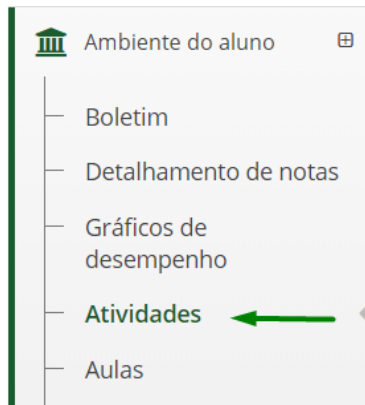 Ambiente do aluno
Boletim
Detalhamento de notas
Gráficos de
desempenho
Atividades
Aulas